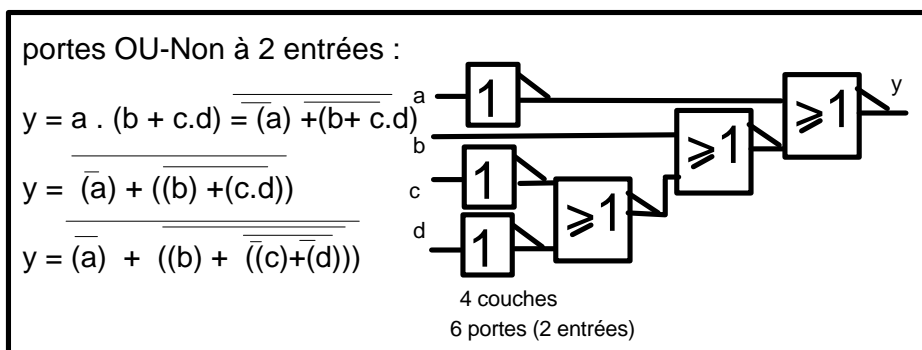 portes OU-Non à 2 entrées :
y = a . (b + c.d) = (a) +(b+ c.d)
y = (a) + ((b) +(c.d))
y = (a) + ((b) + ((c)+(d)))
a
b
c
d
1
1
1
≥1
≥1
≥1
y
4 couches
6 portes (2 entrées)